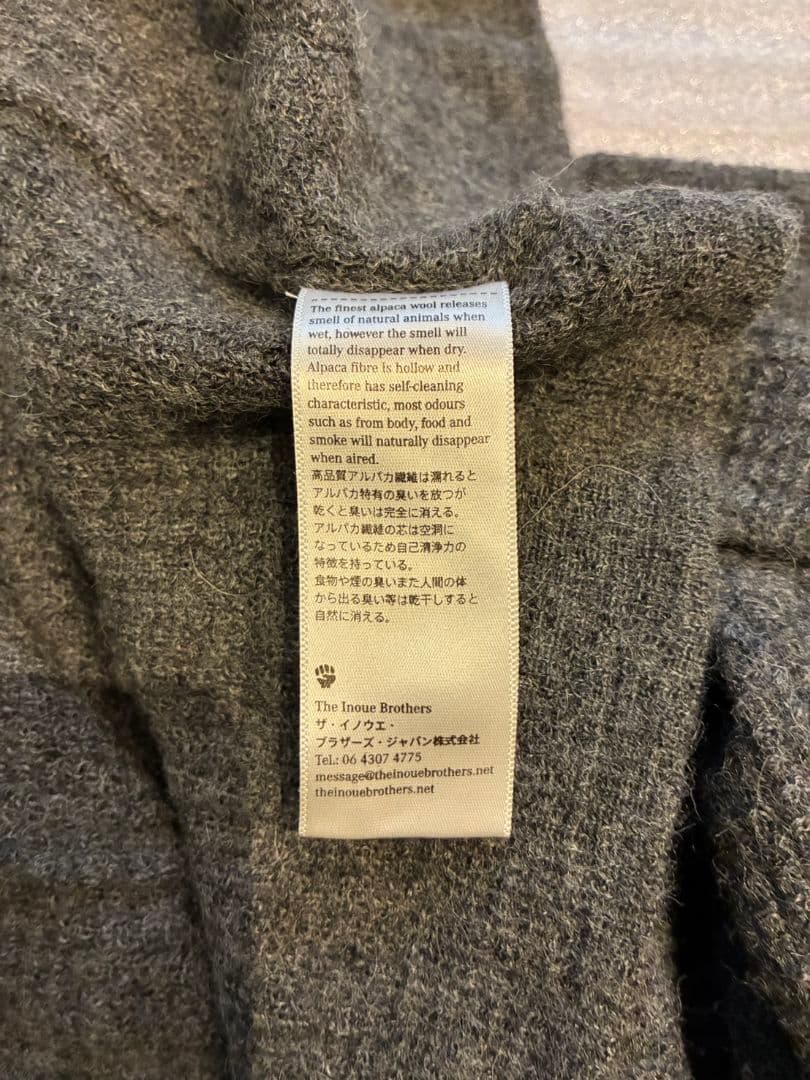 The finest alpaca wool releases
smell of natural animals when
wet, however the smell will
totally disappear when dry.
Alpaca fibre is hollow and
therefore has self-cleaning
characteristic, most odours
such as from body, food and
smoke will naturally disappear
when aired.
高品質アルパカ繊維は濡れると
アルパカ特有の臭いを放つが
乾くと臭いは完全に消える。
アルパカ繊維の芯は空洞に
なっているため自己清浄力の
特徴を持っている。
食物や煙の臭いまた人間の体
から出る臭い等は乾干しすると
自然に消える。
The Inoue Brothers
ザ・イノウエ・
ブラザーズ・ジャパン株式会社
TeL: 06 4307 4775
message@theinouebrothers.net
theinouebrothers.net